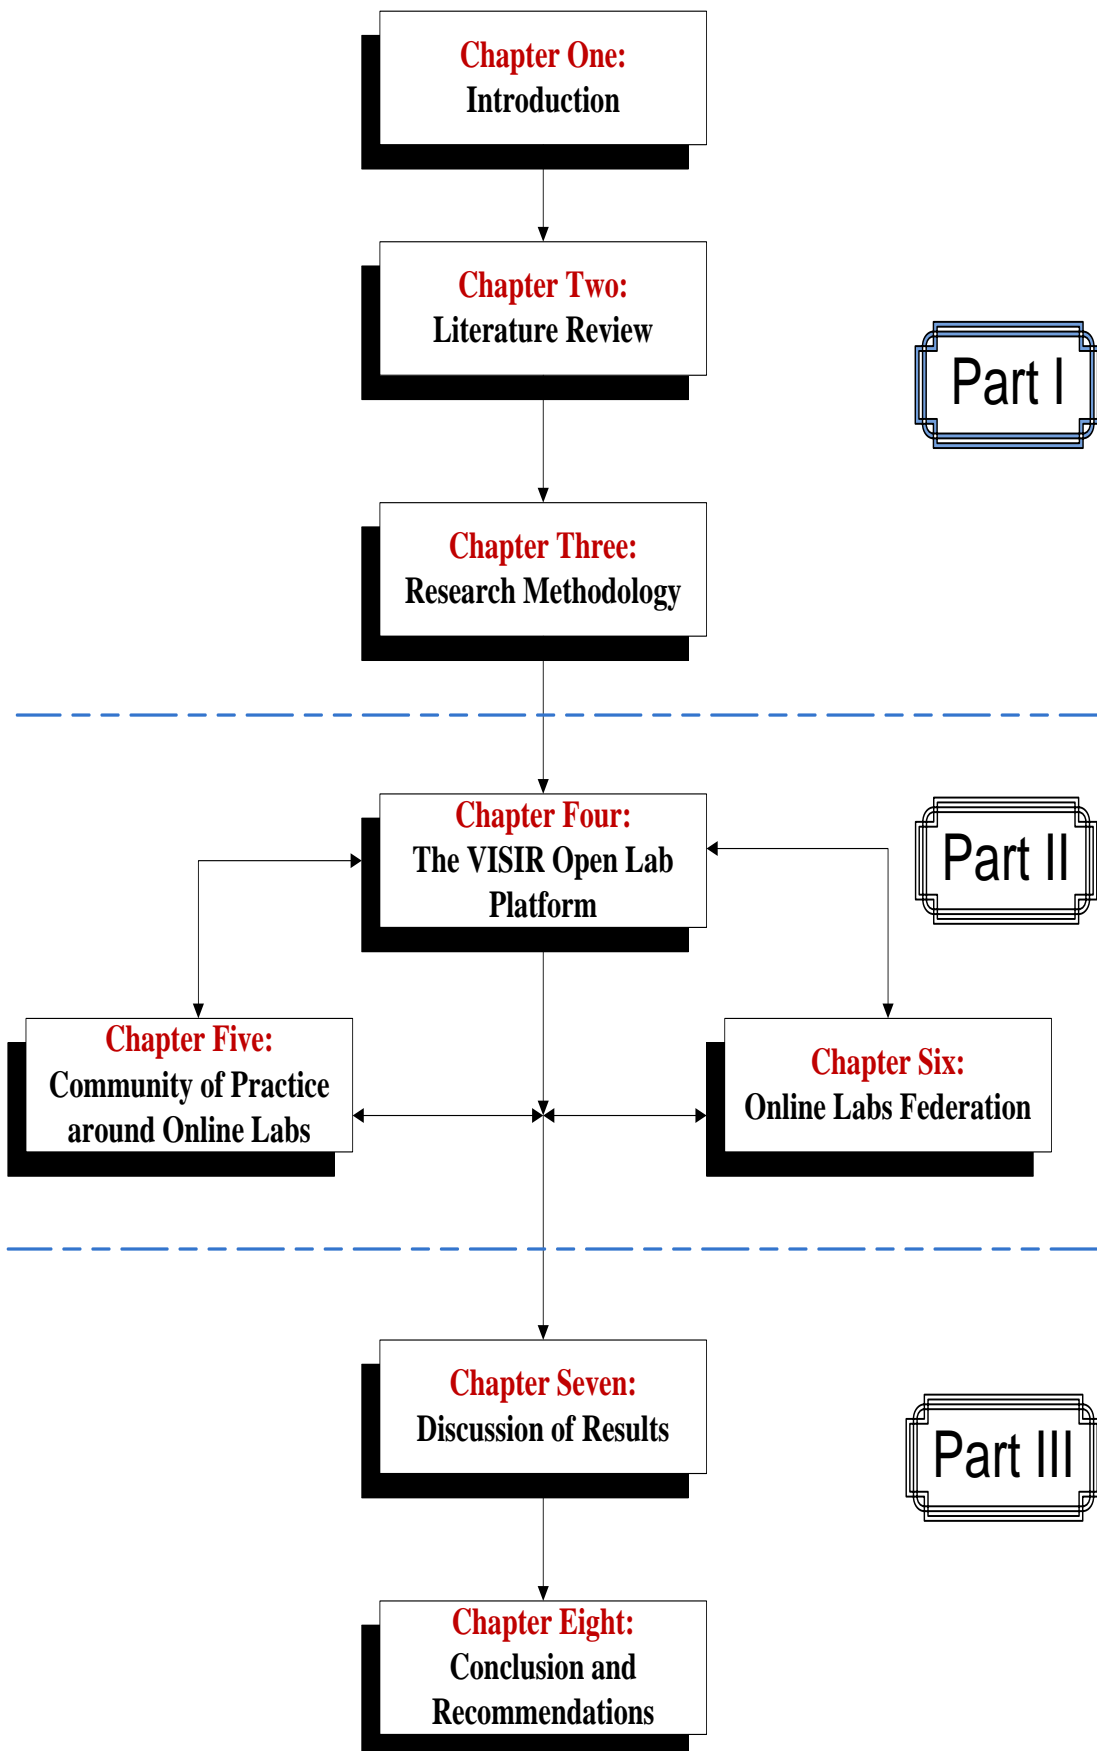 Chapter One:
Introduction
Chapter Two:
Literature Review
Part I
Chapter Three:
Research Methodology
Chapter Four:
The VISIR Open Lab
Platform
Part II
Chapter Five:
Community of Practice
around Online Labs
Chapter Six:
Online Labs Federation
Chapter Seven:
Discussion of Results
Part III
Chapter Eight:
Conclusion and
Recommendations